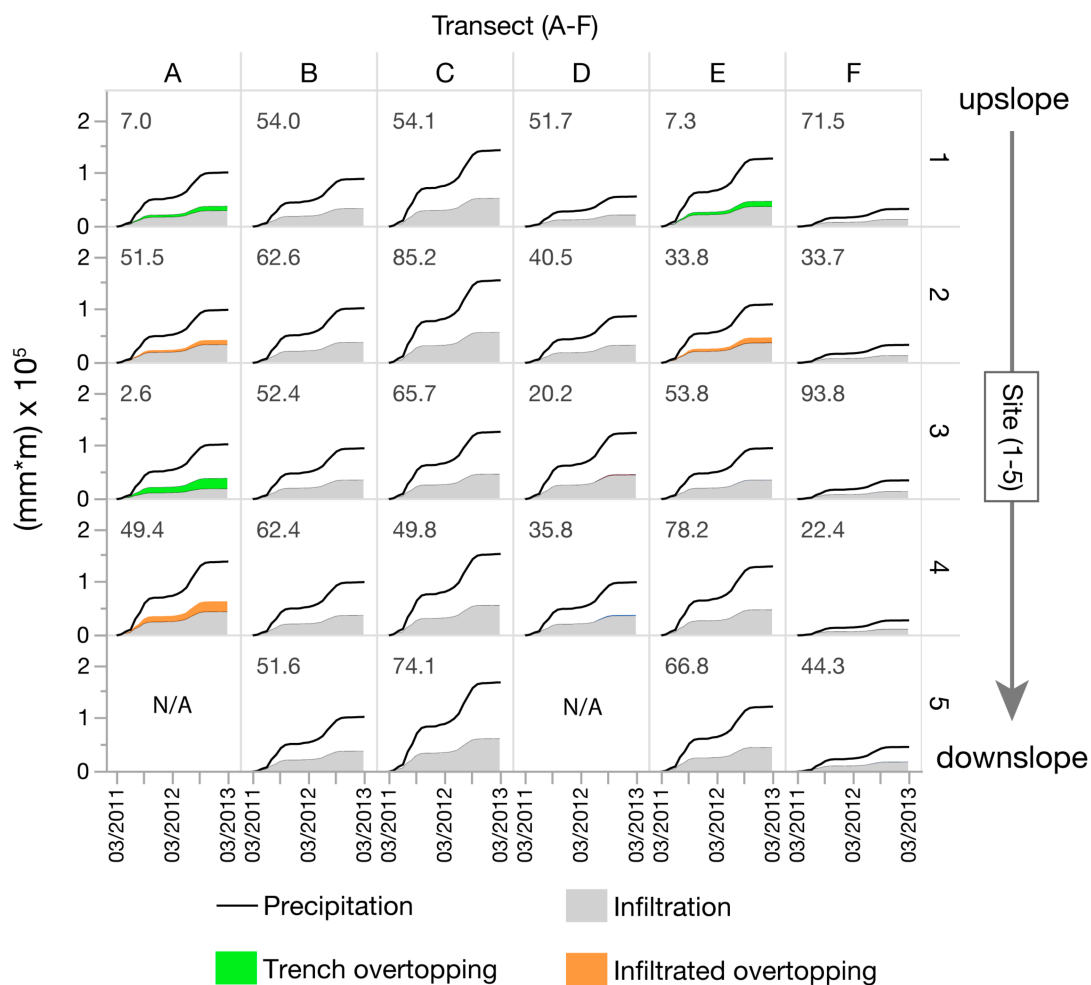 Transect (A-F)
A B C D E F
upslope
2 7.0 54.0 54.1 51.7 7.3 71.5
1
1
0
2 51.5 62.6 85.2 40.5 33.8 33.7
2
1
0
2 2.6 52.4 65.7 20.2 53.8 93.8
3
1
0
2 49.4 62.4 49.8 35.8 78.2 22.4
4
1
0
2 51.6 74.1 66.8 44.3
N/A N/A
5
1
0
(mm*m) x 10⁵
Site (1-5)
downslope
03/2011 03/2012 03/2013 03/2011 03/2012 03/2013 03/2011 03/2012 03/2013 03/2011 03/2012 03/2013 03/2011 03/2012 03/2013 03/2011 03/2012 03/2013
Precipitation Infiltration
Trench overtopping Infiltrated overtopping